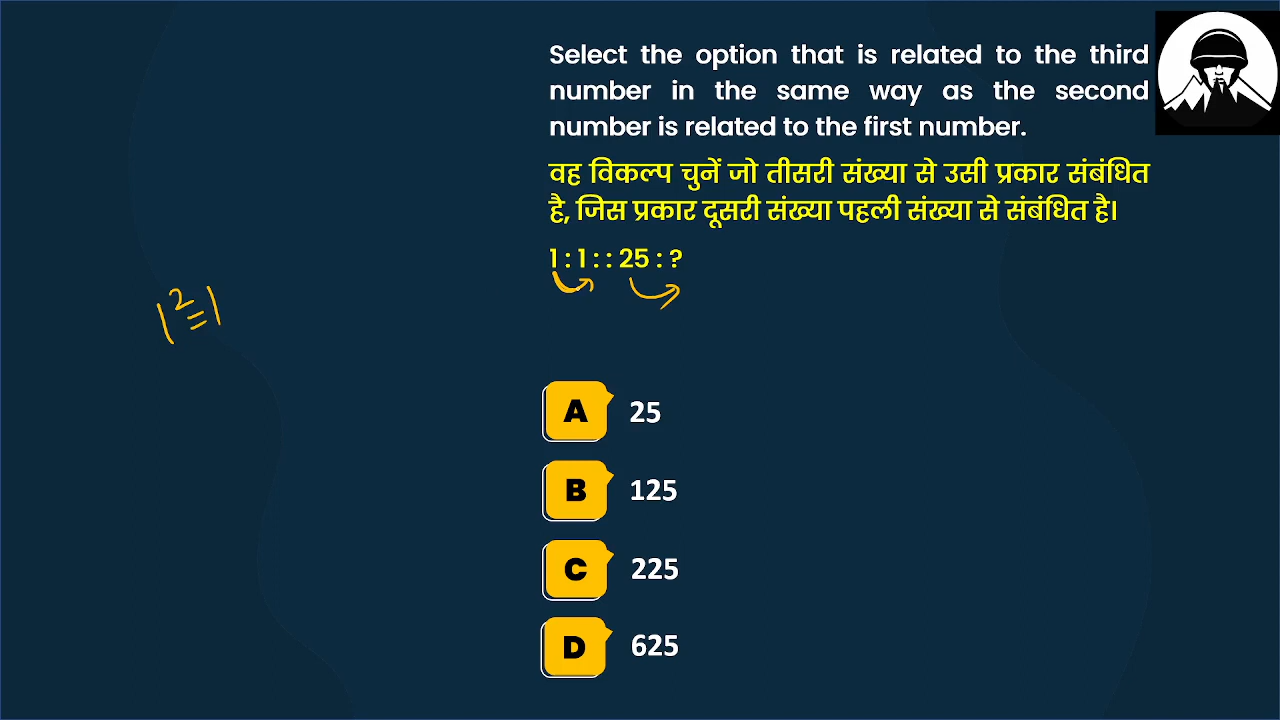 Select the option that is related to the third
number in the same way as the second
number is related to the first number.
वह विकल्प चुनें जो तीसरी संख्या से उसी प्रकार संबंधित
है, जिस प्रकार दूसरी संख्या पहली संख्या से संबंधित है।
1 : 1 : : 25 : ?
1²=1
A 25
B 125
C 225
D 625